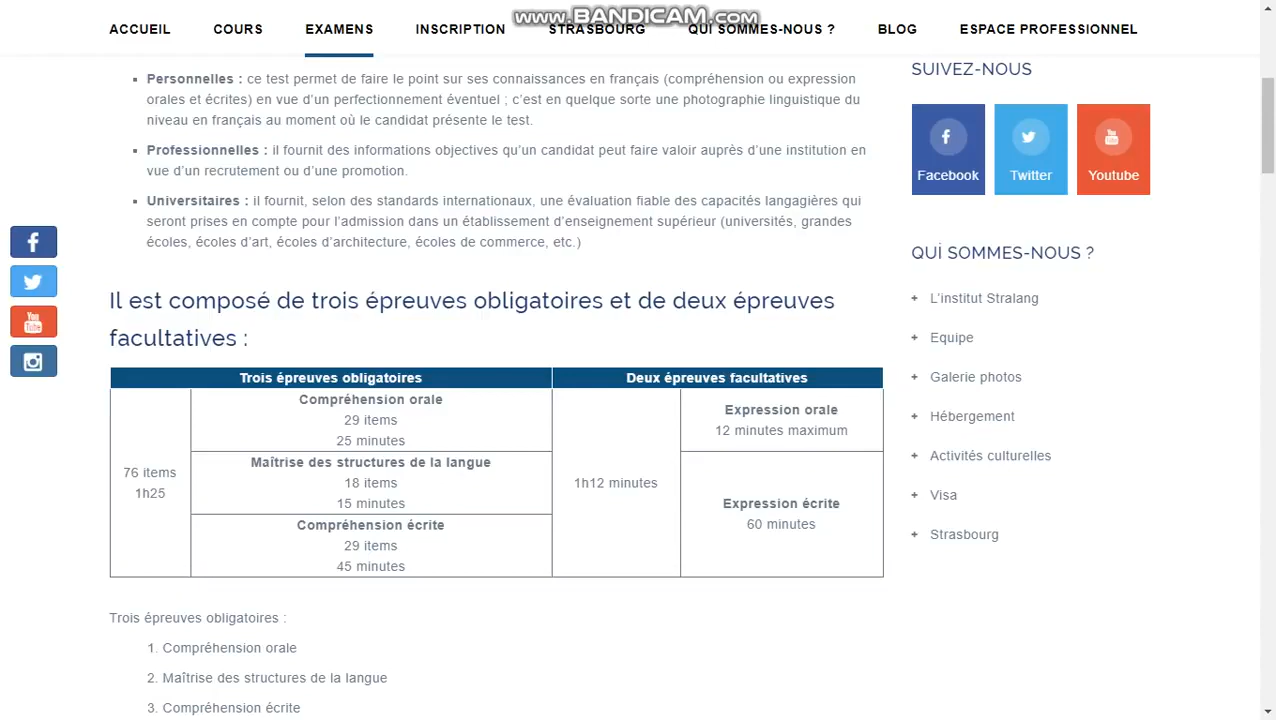 www.BANDICAM.com
ACCUEIL COURS EXAMENS INSCRIPTION STRASBOURG QUI SOMMES-NOUS ? BLOG ESPACE PROFESSIONNEL
Personnelles : ce test permet de faire le point sur ses connaissances en français (compréhension ou expression
orales et écrites) en vue d'un perfectionnement éventuel ; c'est en quelque sorte une photographie linguistique du
niveau en français au moment où le candidat présente le test.
Professionnelles : il fournit des informations objectives qu'un candidat peut faire valoir auprès d'une institution en
vue d'un recrutement ou d'une promotion.
Universitaires : il fournit, selon des standards internationaux, une évaluation fiable des capacités langagières qui
seront prises en compte pour l'admission dans un établissement d'enseignement supérieur (universités, grandes
écoles, écoles d'art, écoles d'architecture, écoles de commerce, etc.)
Il est composé de trois épreuves obligatoires et de deux épreuves
facultatives :
Trois épreuves obligatoires
Deux épreuves facultatives
76 items
1h25
Compréhension orale
29 items
25 minutes
Maîtrise des structures de la langue
18 items
15 minutes
Compréhension écrite
29 items
45 minutes
1h12 minutes
Expression orale
12 minutes maximum
Expression écrite
60 minutes
Trois épreuves obligatoires :
1. Compréhension orale
2. Maîtrise des structures de la langue
3. Compréhension écrite
SUIVEZ-NOUS
Facebook
Twitter
Youtube
QUI SOMMES-NOUS ?
+ L'institut Stralang
+ Equipe
+ Galerie photos
+ Hébergement
+ Activités culturelles
+ Visa
+ Strasbourg